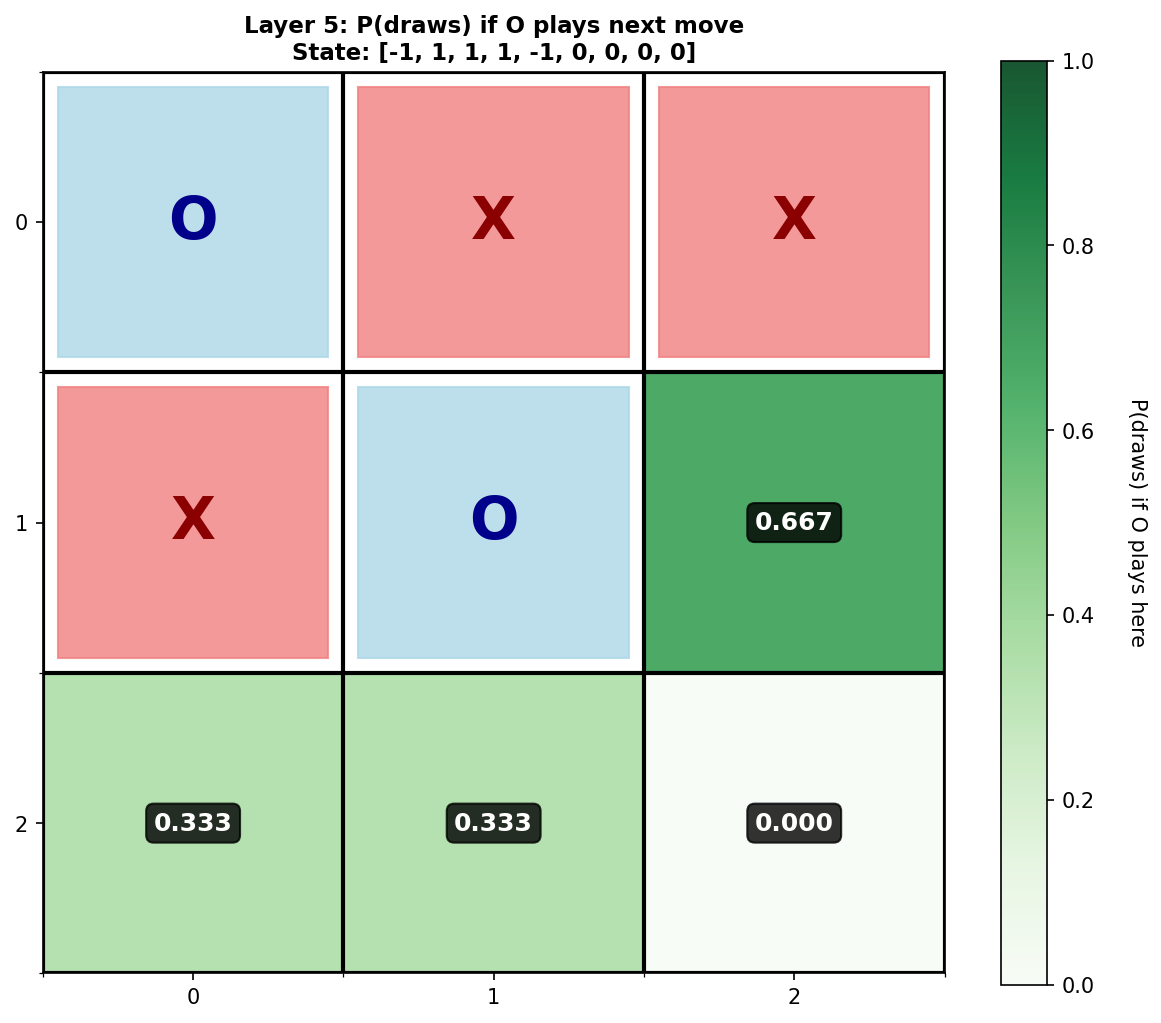 Layer 5: P(draws) if O plays next move
State: [-1, 1, 1, 1, -1, 0, 0, 0, 0]
O
X
X
X
O
0.667
0.333
0.333
0.000
0
1
2
0
1
2
1.0
0.8
0.6
0.4
0.2
0.0
P(draws) if O plays here